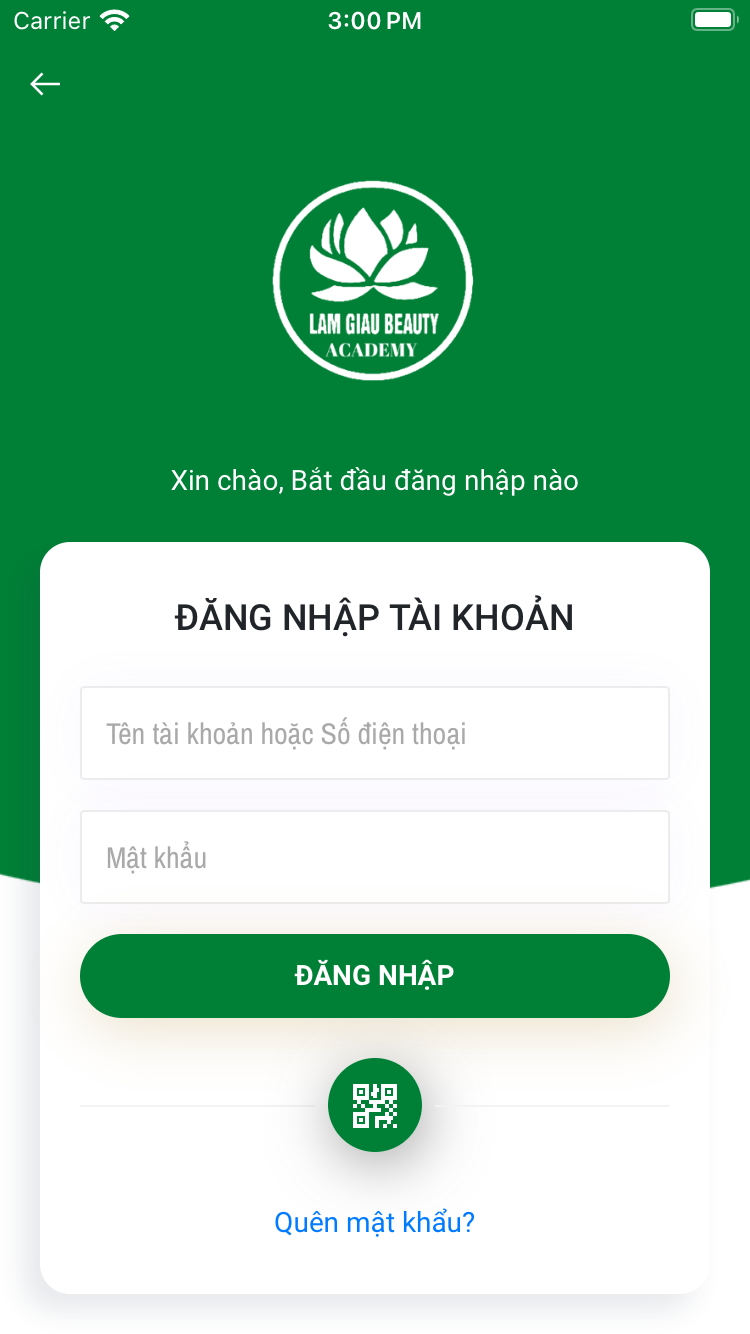 Carrier 3:00 PM
LAM GIAU BEAUTY
ACADEMY
Xin chào, Bắt đầu đăng nhập nào
ĐĂNG NHẬP TÀI KHOẢN
Tên tài khoản hoặc Số điện thoại
Mật khẩu
ĐĂNG NHẬP
Quên mật khẩu?